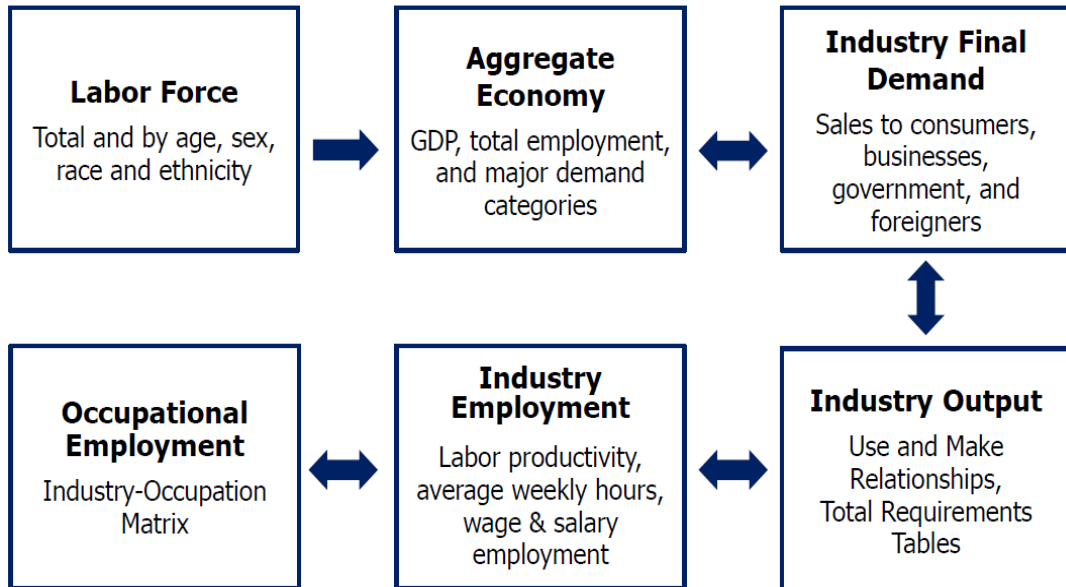 Labor Force
Total and by age, sex,
race and ethnicity
Aggregate
Economy
GDP, total employment,
and major demand
categories
Industry Final
Demand
Sales to consumers,
businesses,
government, and
foreigners
Occupational
Employment
Industry-Occupation
Matrix
Industry
Employment
Labor productivity,
average weekly hours,
wage & salary
employment
Industry Output
Use and Make
Relationships,
Total Requirements
Tables